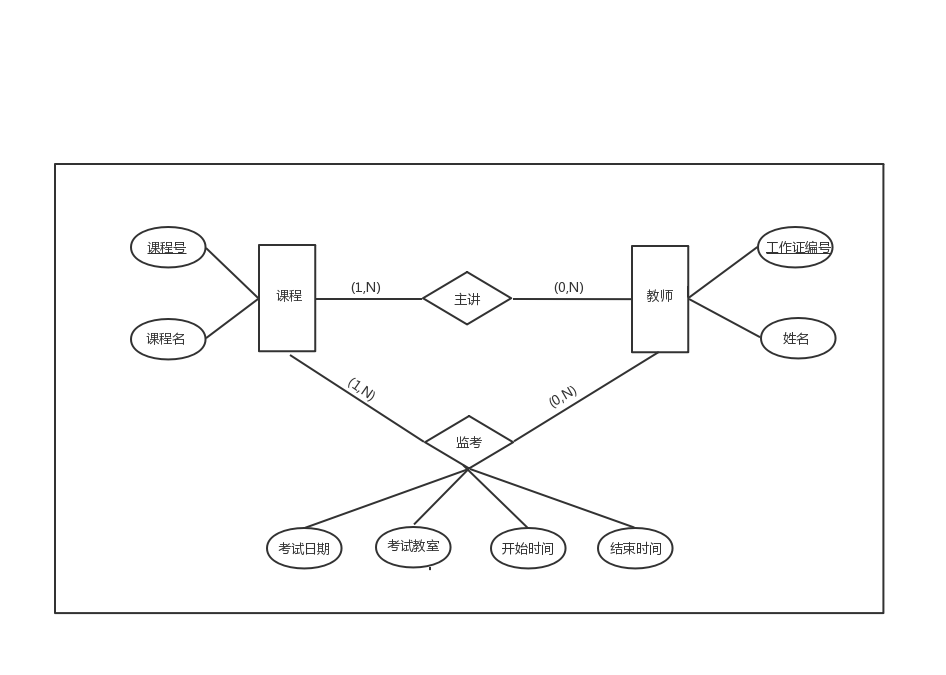 课程号
工作证编号
(1,N)
(0,N)
课程
主讲
教师
课程名
姓名
(1,N)
(0,N)
监考
考试日期
考试教室
开始时间
结束时间